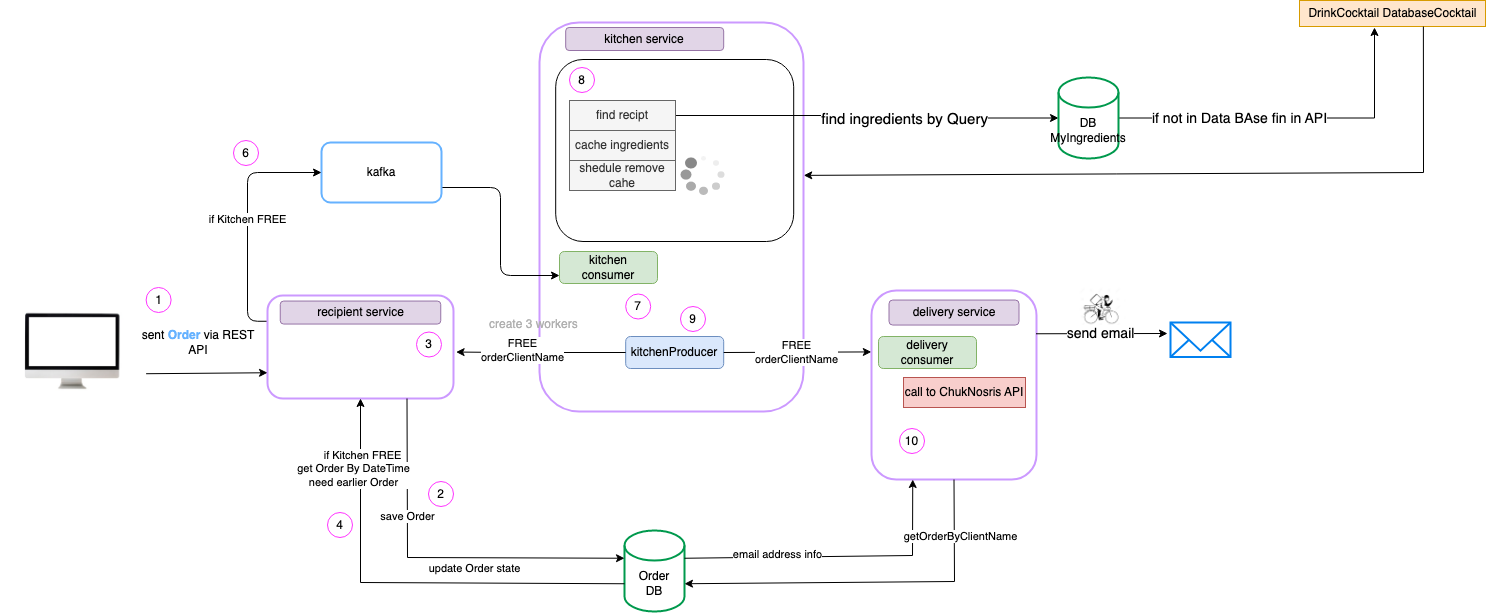 DrinkCocktail DatabaseCocktail
kitchen service
8
find recipt
cache ingredients
shedule remove
cahe
find ingredients by Query
DB
MyIngredients
if not in Data BAse fin in API
6
kafka
if Kitchen FREE
kitchen
consumer
1
sent Order via REST
API
recipient service
3
7
create 3 workers
9
FREE
orderClientName
kitchenProducer
FREE
orderClientName
delivery service
delivery
consumer
call to ChukNosris API
10
send email
if Kitchen FREE
get Order By DateTime
need earlier Order
2
4
save Order
update Order state
Order
DB
email address info
getOrderByClientName